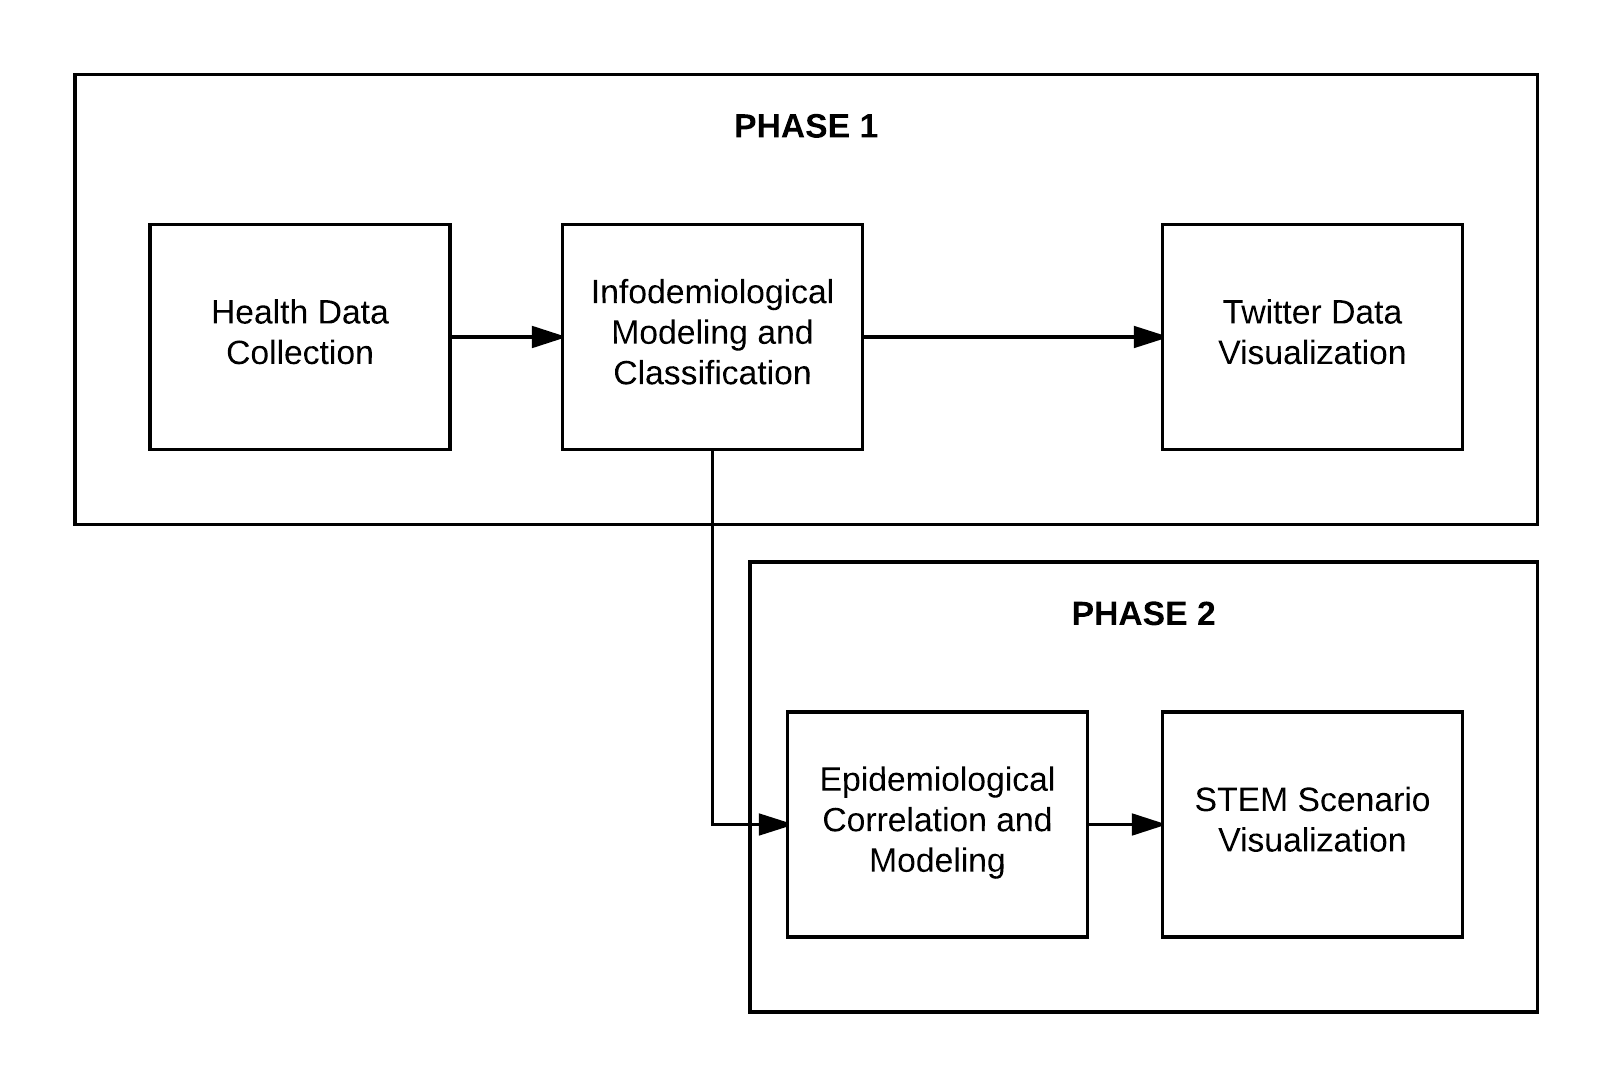 PHASE 1
Health Data
Collection
Infodemiological
Modeling and
Classification
Twitter Data
Visualization
PHASE 2
Epidemiological
Correlation and
Modeling
STEM Scenario
Visualization